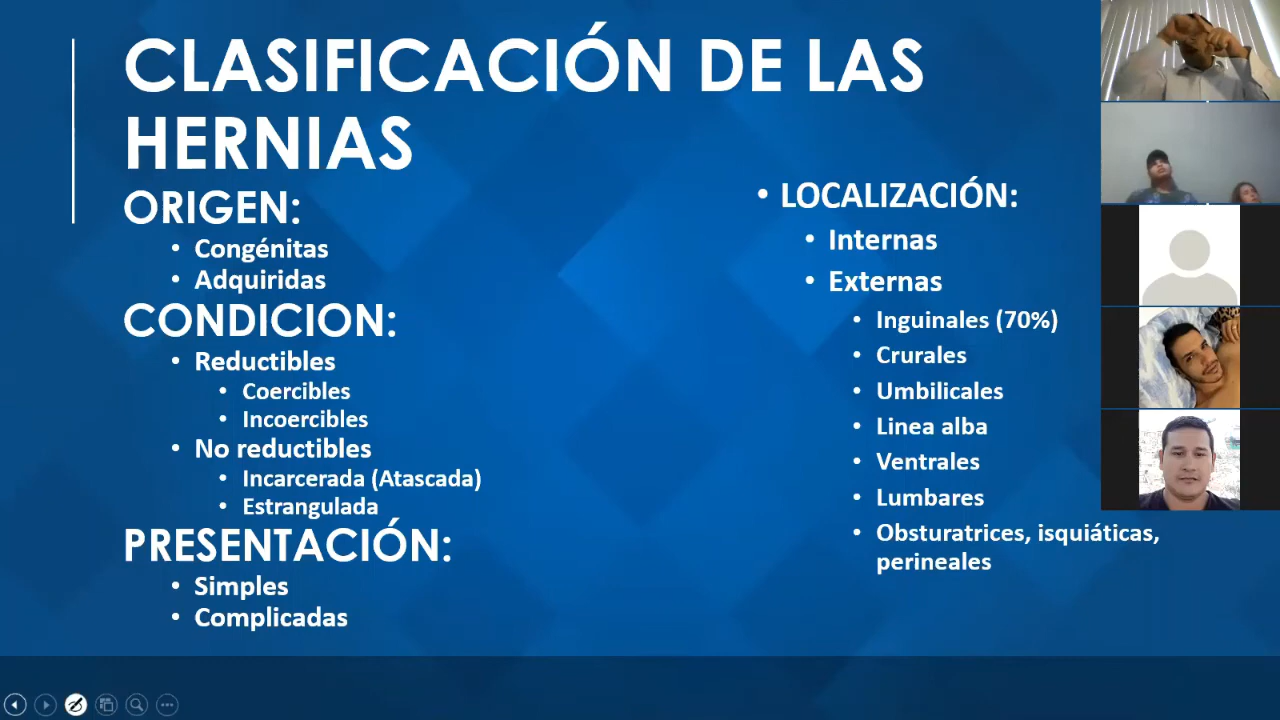 CLASIFICACIÓN DE LAS
HERNIAS
ORIGEN:
• Congénitas
• Adquiridas
CONDICION:
• Reductibles
• Coercibles
• Incoercibles
• No reductibles
• Incarcerada (Atascada)
• Estrangulada
PRESENTACIÓN:
• Simples
• Complicadas
• LOCALIZACIÓN:
• Internas
• Externas
• Inguinales (70%)
• Crurales
• Umbilicales
• Linea alba
• Ventrales
• Lumbares
• Obsturatrices, isquiáticas,
perineales